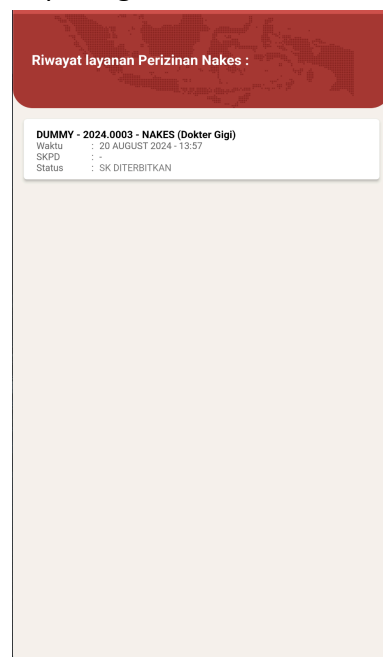 Riwayat layanan Perizinan Nakes :
DUMMY - 2024.0003 - NAKES (Dokter Gigi)
Waktu : 20 AUGUST 2024 - 13:57
SKPD : -
Status : SK DITERBITKAN